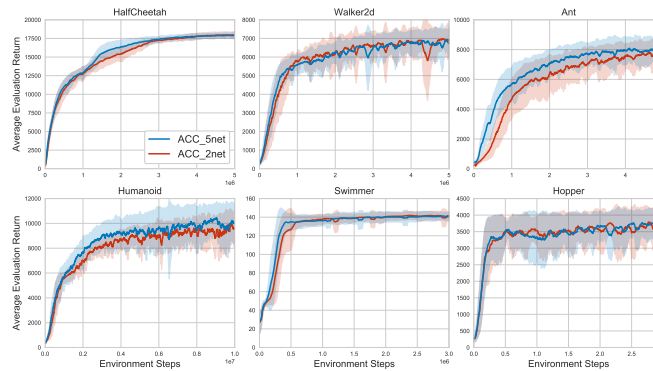 HalfCheetah
Walker2d
Ant
Average Evaluation Return
20000
17500
15000
12500
10000
7500
5000
2500
0
ACC_5net
ACC_2net
0 1 2 3 4 5
1e6
8000
7000
6000
5000
4000
3000
2000
1000
0
0 1 2 3 4 5
1e6
10000
8000
6000
4000
2000
0
0 1 2 3 4
Humanoid
Swimmer
Hopper
Average Evaluation Return
12000
10000
8000
6000
4000
2000
0
0.0 0.2 0.4 0.6 0.8 1.0
1e7
Environment Steps
160
140
120
100
80
60
40
20
0
0.0 0.5 1.0 1.5 2.0 2.5 3.0
1e6
Environment Steps
4500
4000
3500
3000
2500
2000
1500
1000
500
0.0 0.5 1.0 1.5 2.0 2.5
Environment Steps